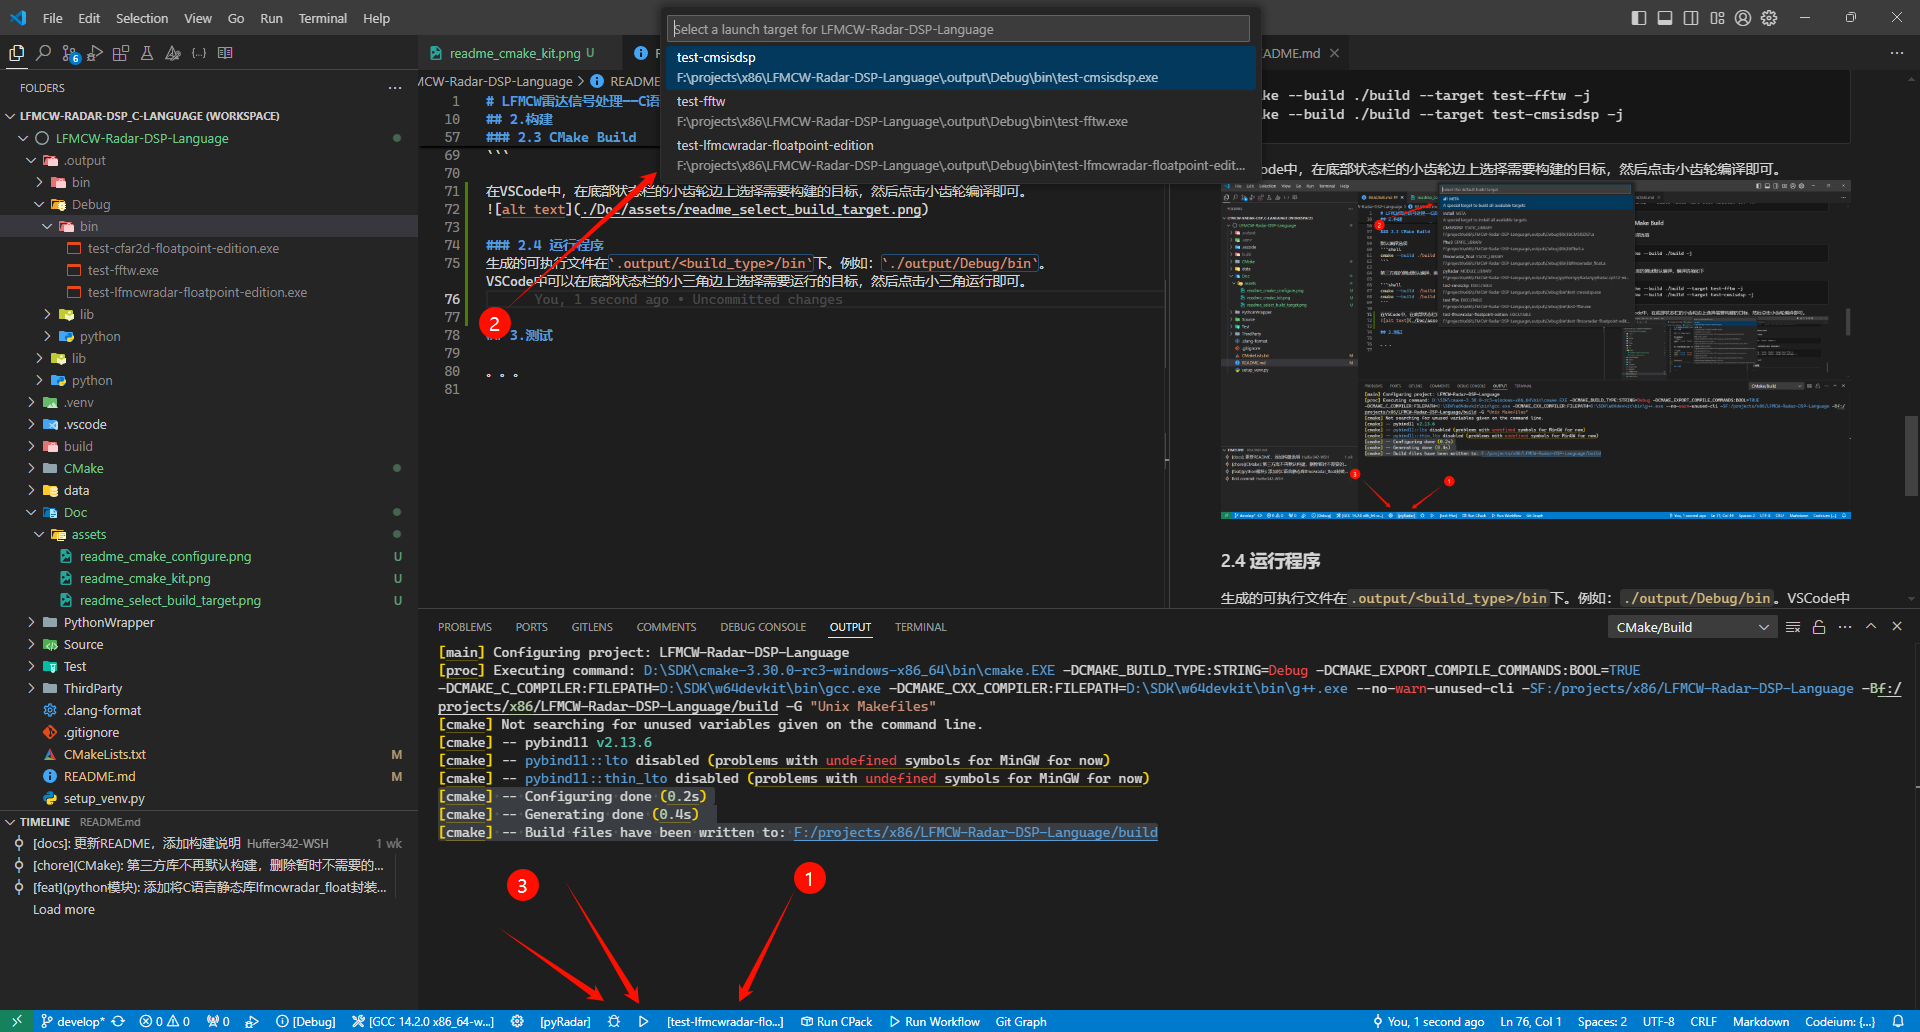 File Edit Selection View Go Run Terminal Help
Select a launch target for LFMCW-Radar-DSP-Language
test-cmsisdsp
F:\projects\x86\LFMCW-Radar-DSP-Language\.output\Debug\bin\test-cmsisdsp.exe
test-fftw
F:\projects\x86\LFMCW-Radar-DSP-Language\.output\Debug\bin\test-fftw.exe
test-lfmcwradar-floatpoint-edition
F:\projects\x86\LFMCW-Radar-DSP-Language\.output\Debug\bin\test-lfmcwradar-floatpoint-edit...
6
FOLDERS
LFMCW-RADAR-DSP_C-LANGUAGE (WORKSPACE)
LFMCW-Radar-DSP-Language
.output
bin
Debug
bin
test-cfar2d-floatpoint-edition.exe
test-fftw.exe
test-lfmcwradar-floatpoint-edition.exe
lib
python
lib
python
.venv
.vscode
build
CMake
data
Doc
assets
readme_cmake_configure.png U
readme_cmake_kit.png U
readme_select_build_target.png U
PythonWrapper
Source
Test
ThirdParty
.clang-format
.gitignore
CMakeLists.txt M
README.md M
setup_venv.py
TIMELINE README.md
[docs]: 更新README，添加构建说明 Huffer342-WSH 1 wk
[chore](CMake): 第三方库不再默认构建，删除暂时不需要的...
[feat](python模块): 添加将C语言静态库lfmcwradar_float封装...
Load more
readme_cmake_kit.png U
MCW-Radar-DSP-Language > README
1 # LFMCW雷达信号处理——C语
10 ## 2.构建
57 ### 2.3 CMake Build
69 ```
70
71 在VSCode中，在底部状态栏的小齿轮边上选择需要构建的目标，然后点击小齿轮编译即可。
72 ![alt text](./Doc/assets/readme_select_build_target.png)
73
74 ### 2.4 运行程序
75 生成的可执行文件在`.output/<build_type>/bin`下。例如：`./output/Debug/bin`。
VSCode中可以在底部状态栏的小三角边上选择需要运行的目标，然后点击小三角运行即可。
76 You, 1 second ago • Uncommitted changes
77
78 ## 3.测试
79
80 。。。
81
2
EADME.md
ke --build ./build --target test-fftw -j
ke --build ./build --target test-cmsisdsp -j
ode中，在底部状态栏的小齿轮边上选择需要构建的目标，然后点击小齿轮编译即可。
2.4 运行程序
生成的可执行文件在 .output/<build_type>/bin 下。例如： ./output/Debug/bin 。VSCode中
PROBLEMS PORTS GITLENS COMMENTS DEBUG CONSOLE OUTPUT TERMINAL
CMake/Build
[main] Configuring project: LFMCW-Radar-DSP-Language
[proc] Executing command: D:\SDK\cmake-3.30.0-rc3-windows-x86_64\bin\cmake.EXE -DCMAKE_BUILD_TYPE:STRING=Debug -DCMAKE_EXPORT_COMPILE_COMMANDS:BOOL=TRUE
-DCMAKE_C_COMPILER:FILEPATH=D:\SDK\w64devkit\bin\gcc.exe -DCMAKE_CXX_COMPILER:FILEPATH=D:\SDK\w64devkit\bin\g++.exe --no-warn-unused-cli -SF:/projects/x86/LFMCW-Radar-DSP-Language -Bf:/
projects/x86/LFMCW-Radar-DSP-Language/build -G "Unix Makefiles"
[cmake] Not searching for unused variables given on the command line.
[cmake] -- pybind11 v2.13.6
[cmake] -- pybind11::lto disabled (problems with undefined symbols for MinGW for now)
[cmake] -- pybind11::thin_lto disabled (problems with undefined symbols for MinGW for now)
[cmake] -- Configuring done (0.2s)
[cmake] -- Generating done (0.4s)
[cmake] -- Build files have been written to: F:/projects/x86/LFMCW-Radar-DSP-Language/build
3
1
develop* 0 0 0 [Debug] [GCC 14.2.0 x86_64-w...] [pyRadar] [test-lfmcwradar-flo...] Run CPack Run Workflow Git Graph You, 1 second ago Ln 76, Col 1 Spaces: 2 UTF-8 CRLF Markdown Codeium: {...}